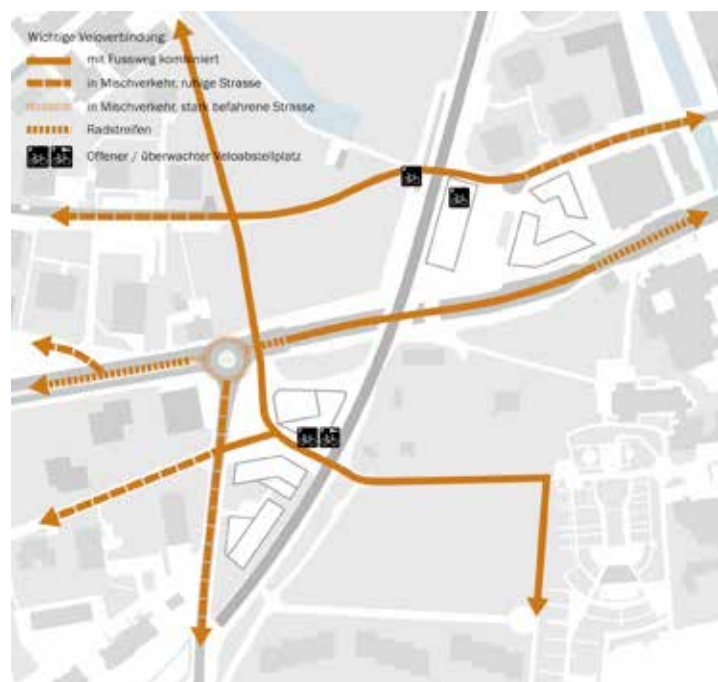 Wichtige Veloverbindung:
mit Fussweg kombiniert
in Mischverkehr, ruhige Strasse
in Mischverkehr, stark befahrene Strasse
Radstreifen
Offener / überwachter Veloabstellplatz